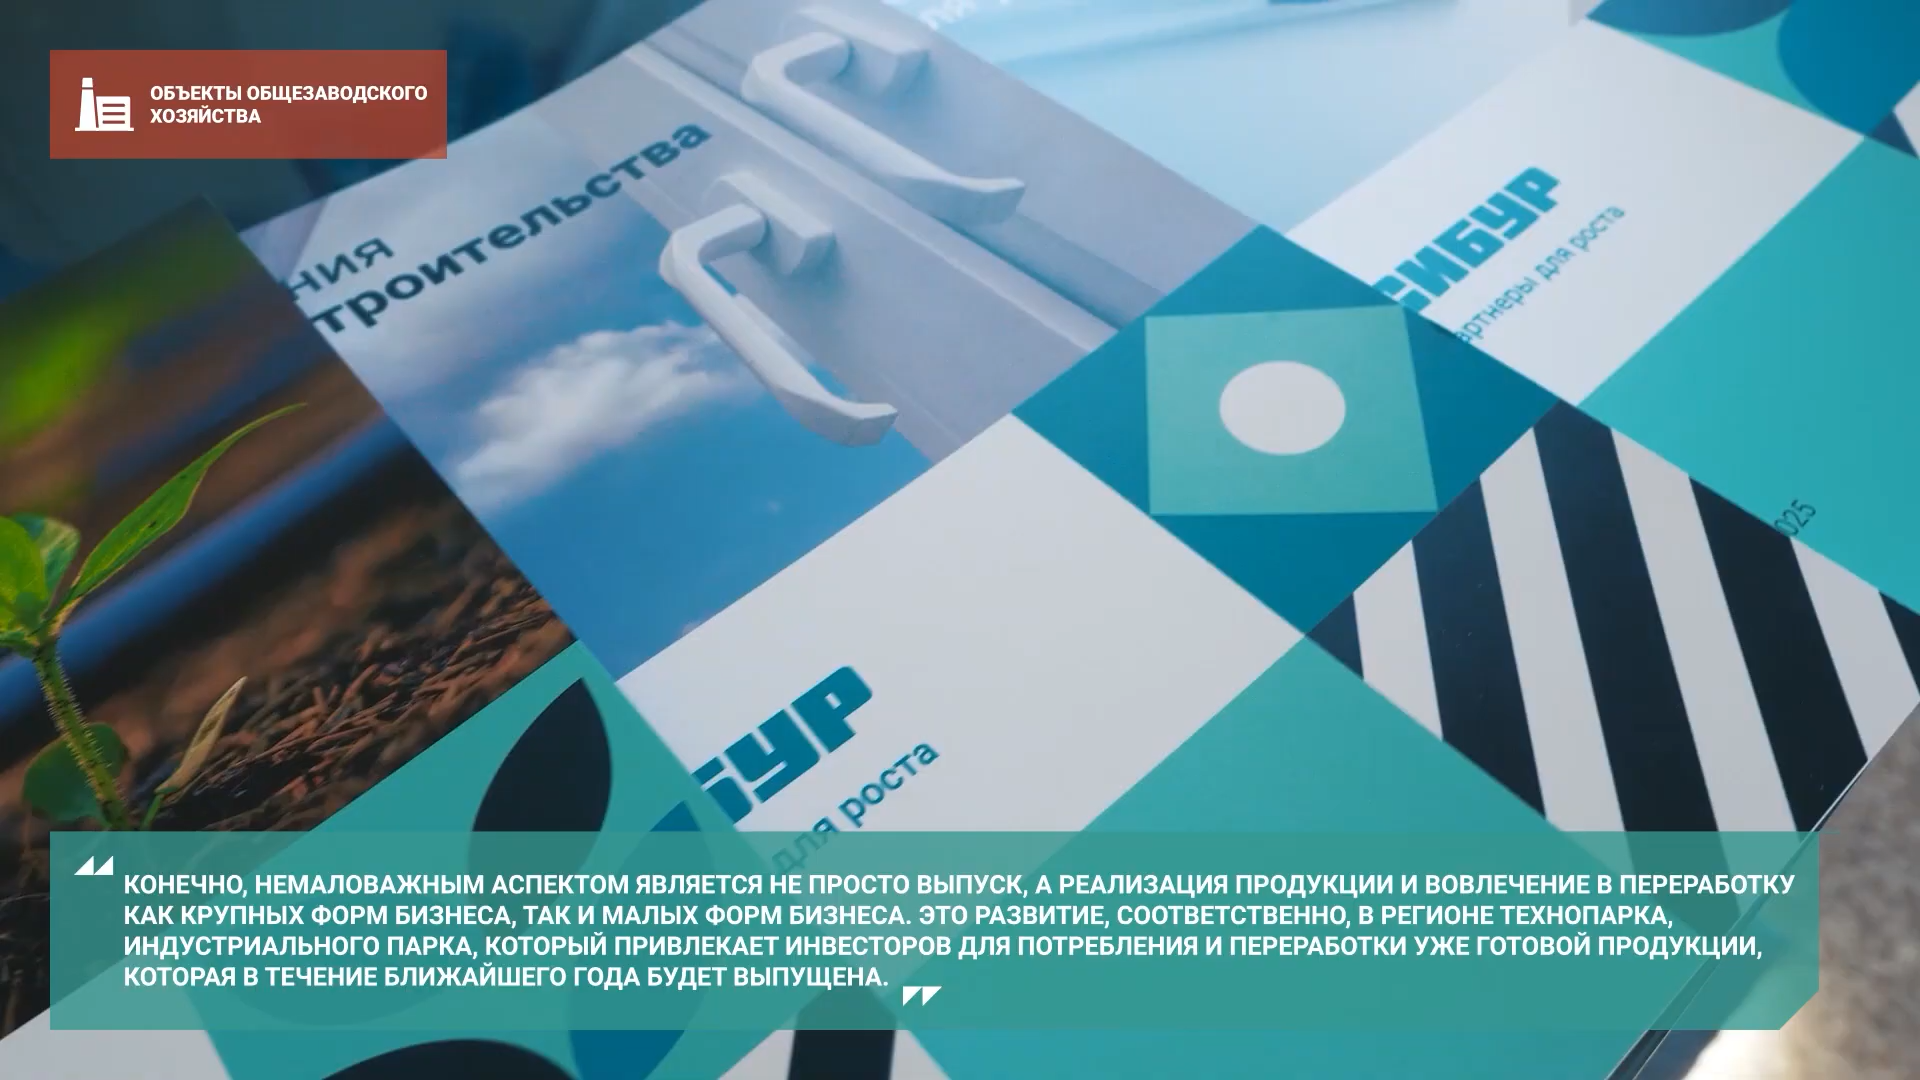 ОБЪЕКТЫ ОБЩЕЗАВОДСКОГО
ХОЗЯЙСТВА
для роста
КОНЕЧНО, НЕМАЛОВАЖНЫМ АСПЕКТОМ ЯВЛЯЕТСЯ НЕ ПРОСТО ВЫПУСК, А РЕАЛИЗАЦИЯ ПРОДУКЦИИ И ВОВЛЕЧЕНИЕ В ПЕРЕРАБОТКУ
КАК КРУПНЫХ ФОРМ БИЗНЕСА, ТАК И МАЛЫХ ФОРМ БИЗНЕСА. ЭТО РАЗВИТИЕ, СООТВЕТСТВЕННО, В РЕГИОНЕ ТЕХНОПАРКА,
ИНДУСТРИАЛЬНОГО ПАРКА, КОТОРЫЙ ПРИВЛЕКАЕТ ИНВЕСТОРОВ ДЛЯ ПОТРЕБЛЕНИЯ И ПЕРЕРАБОТКИ УЖЕ ГОТОВОЙ ПРОДУКЦИИ,
КОТОРАЯ В ТЕЧЕНИЕ БЛИЖАЙШЕГО ГОДА БУДЕТ ВЫПУЩЕНА.
ния
троительства
СИБУР
артнеры для роста
025
БУР